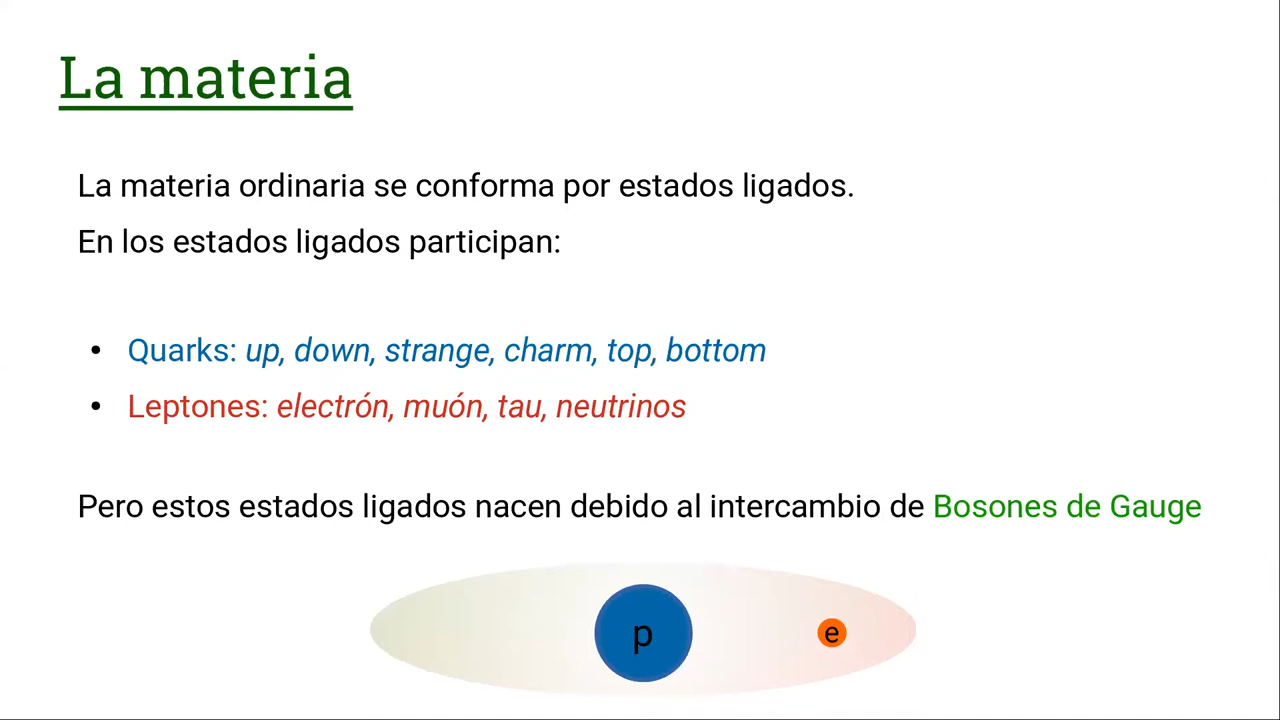 La materia
La materia ordinaria se conforma por estados ligados.
En los estados ligados participan:
• Quarks: up, down, strange, charm, top, bottom
• Leptones: electrón, muón, tau, neutrinos
Pero estos estados ligados nacen debido al intercambio de Bosones de Gauge
p
e